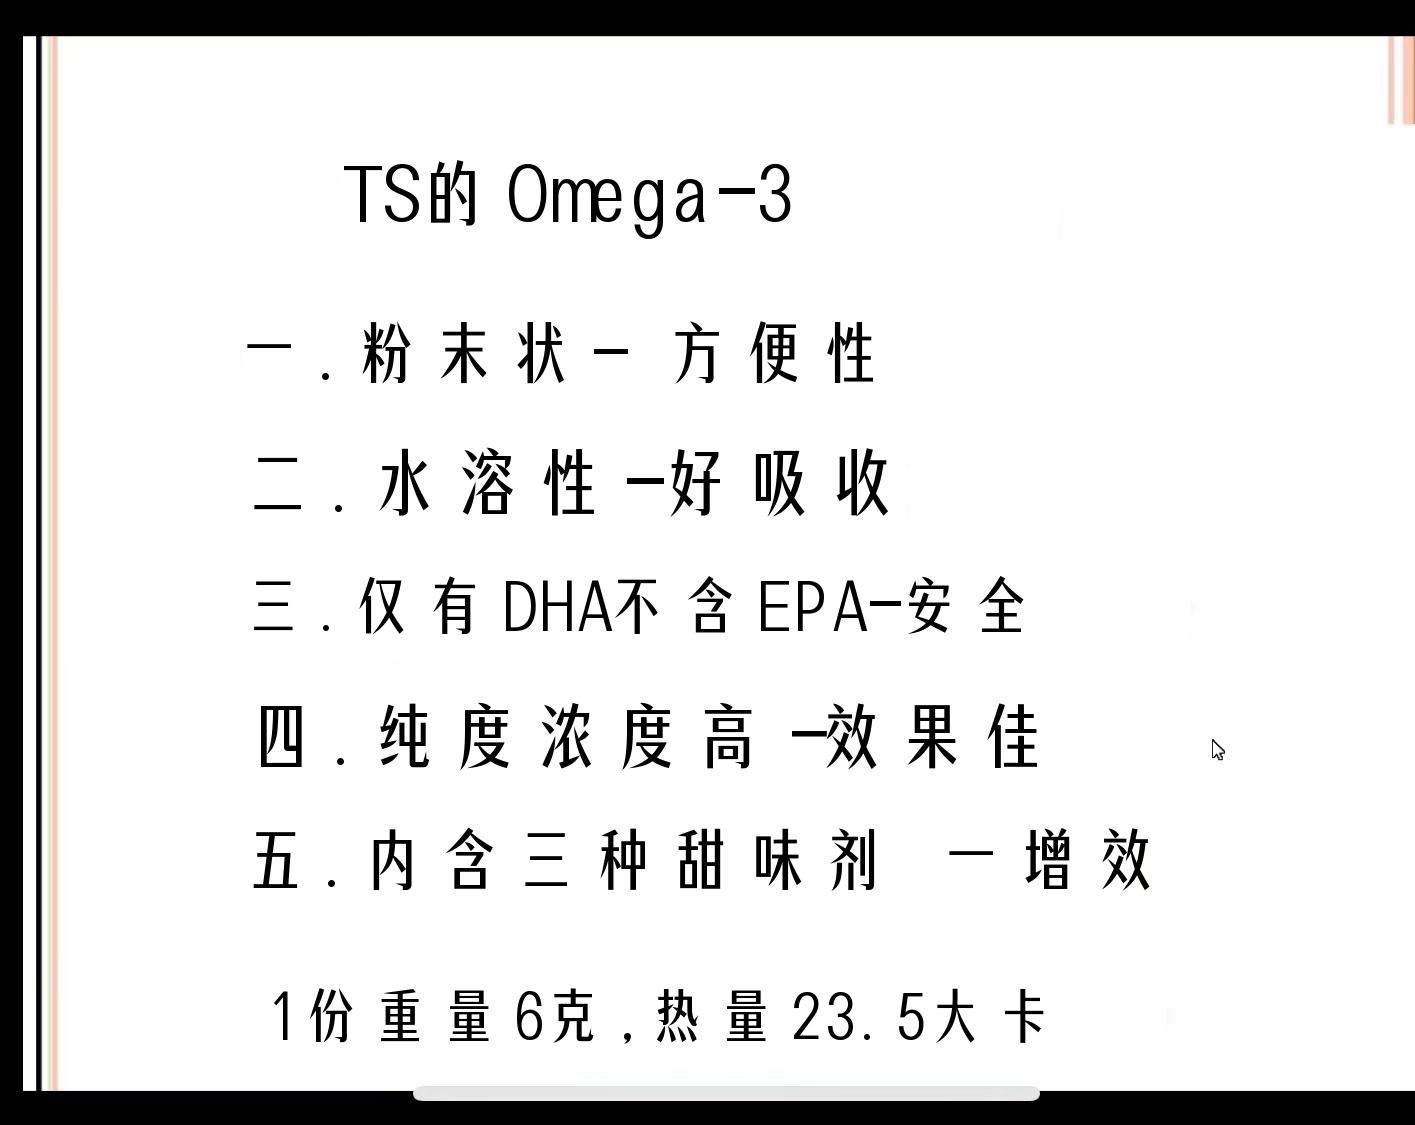 TS的 Omega-3
一.粉末状- 方便性
二.水溶性-好吸收
三.仅有DHA不含EPA-安全
四.纯度浓度高-效果佳
五.内含三种甜味剂 一增效
1份重量6克,热量23.5大卡